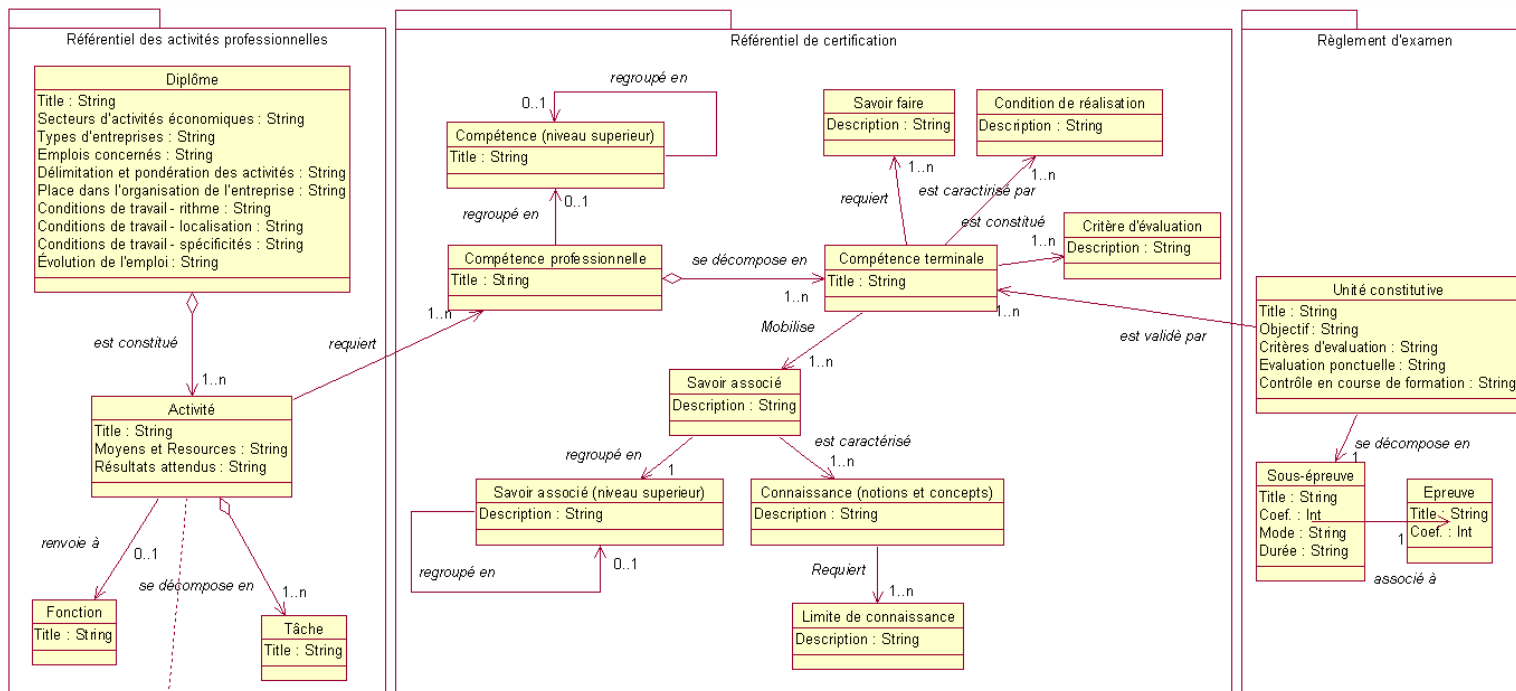 Référentiel des activités professionnelles
Diplôme
Title : String
Secteurs d'activités économiques : String
Types d'entreprises : String
Emplois concernés : String
Délimitation et pondération des activités : String
Place dans l'organisation de l'entreprise : String
Conditions de travail - rithme : String
Conditions de travail - localisation : String
Conditions de travail - spécificités : String
Évolution de l'emploi : String
est constitué
1..n
Activité
Title : String
Moyens et Resources : String
Résultats attendus : String
requiert
1..n
renvoie à
0..1
se décompose en
1..n
Fonction
Title : String
Tâche
Title : String
Référentiel de certification
regroupé en
0..1
Compétence (niveau superieur)
Title : String
regroupé en
0..1
Compétence professionnelle
Title : String
se décompose en
1..n
Savoir faire
Description : String
1..n
requiert
Condition de réalisation
Description : String
1..n
est caractirisé par
est constitué
1..n
Critère d'évaluation
Description : String
Compétence terminale
Title : String
1..n
Mobilise
1..n
Savoir associé
Description : String
regroupé en
1
est caractérisé
1..n
Savoir associé (niveau superieur)
Description : String
regroupé en
0..1
Connaissance (notions et concepts)
Description : String
Requiert
1..n
Limite de connaissance
Description : String
Règlement d'examen
Unité constitutive
Title : String
Objectif : String
Critères d'evaluation : String
Evaluation ponctuelle : String
Contrôle en course de formation : String
est validè par
se décompose en
1
Sous-épreuve
Title : String
Coef. : Int
Mode : String
Durée : String
Epreuve
Title : String
Coef. : Int
1
associé à